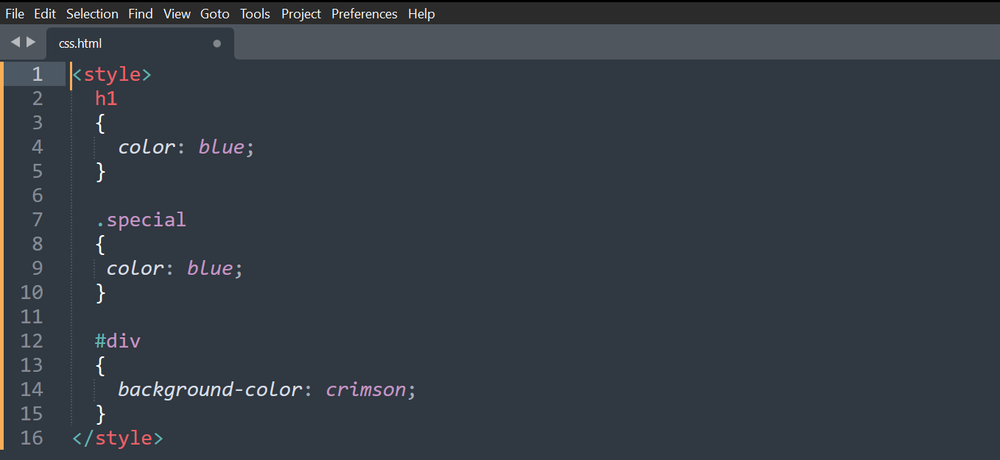 File Edit Selection Find View Goto Tools Project Preferences Help
css.html
1 <style>
2   h1
3   {
4     color: blue;
5   }
6
7   .special
8   {
9    color: blue;
10   }
11
12   #div
13   {
14     background-color: crimson;
15   }
16 </style>